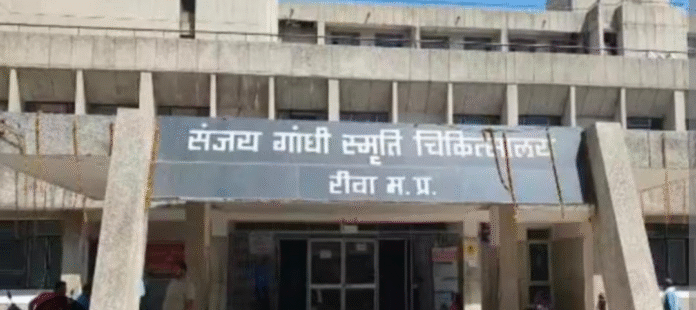 संजय गांधी स्मृति चिकित्सालय
रीवा म.प्र.